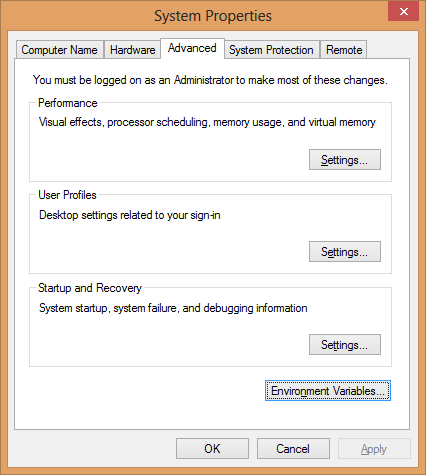 System Properties
Computer Name Hardware Advanced System Protection Remote
You must be logged on as an Administrator to make most of these changes.
Performance
Visual effects, processor scheduling, memory usage, and virtual memory
Settings...
User Profiles
Desktop settings related to your sign-in
Settings...
Startup and Recovery
System startup, system failure, and debugging information
Settings...
Environment Variables...
OK Cancel Apply